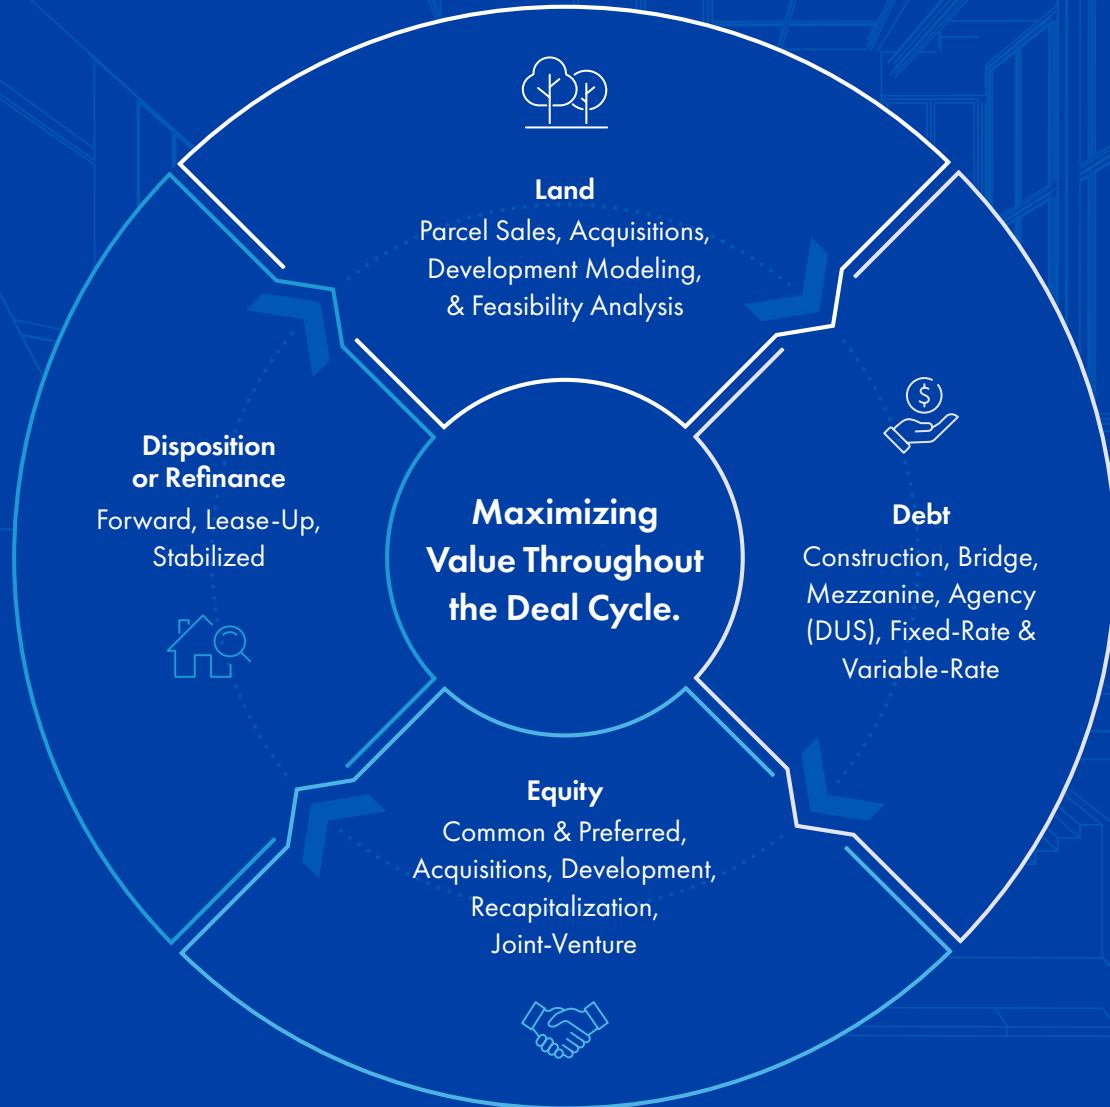 Land
Parcel Sales, Acquisitions,
Development Modeling,
& Feasibility Analysis
$
Debt
Construction, Bridge,
Mezzanine, Agency
(DUS), Fixed-Rate &
Variable-Rate
Equity
Common & Preferred,
Acquisitions, Development,
Recapitalization,
Joint-Venture
Disposition
or Refinance
Forward, Lease-Up,
Stabilized
Maximizing
Value Throughout
the Deal Cycle.